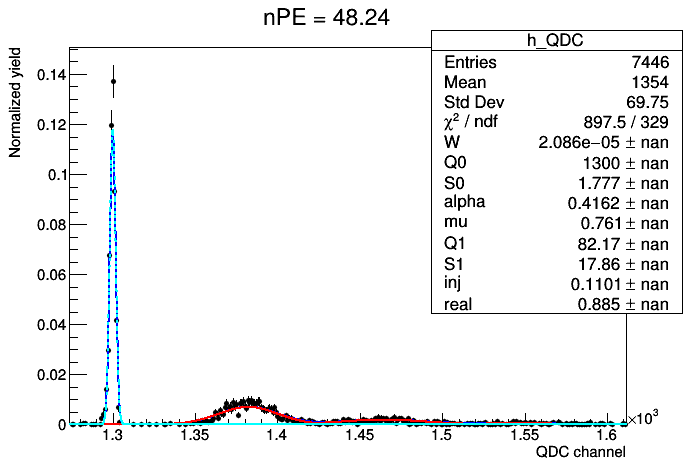 nPE = 48.24
h_QDC
Entries 7446
Mean 1354
Std Dev 69.75
χ² / ndf 897.5 / 329
W 2.086e−05 ± nan
Q0 1300 ± nan
S0 1.777 ± nan
alpha 0.4162 ± nan
mu 0.761 ± nan
Q1 82.17 ± nan
S1 17.86 ± nan
inj 0.1101 ± nan
real 0.885 ± nan
Normalized yield
0.14
0.12
0.1
0.08
0.06
0.04
0.02
0
1.3 1.35 1.4 1.45 1.5 1.55 1.6
×10³
QDC channel